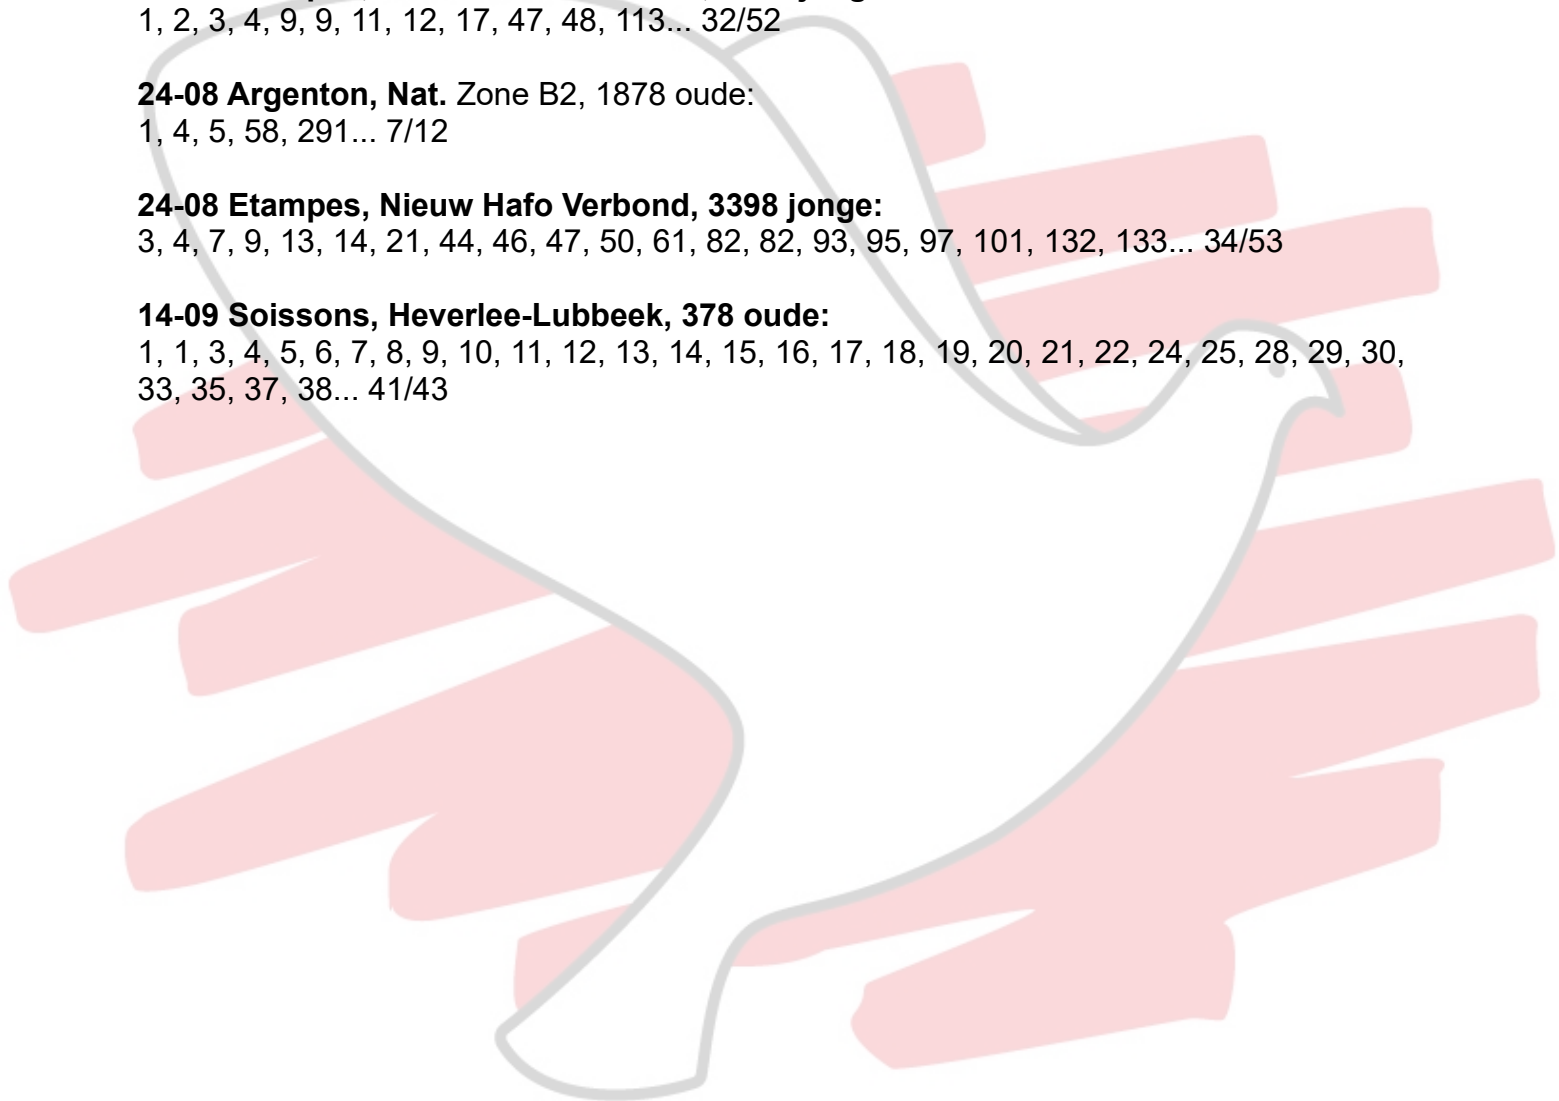 1, 2, 3, 4, 9, 9, 11, 12, 17, 47, 48, 113... 32/52
24-08 Argenton, Nat. Zone B2, 1878 oude:
1, 4, 5, 58, 291... 7/12
24-08 Etampes, Nieuw Hafo Verbond, 3398 jonge:
3, 4, 7, 9, 13, 14, 21, 44, 46, 47, 50, 61, 82, 82, 93, 95, 97, 101, 132, 133... 34/53
14-09 Soissons, Heverlee-Lubbeek, 378 oude:
1, 1, 3, 4, 5, 6, 7, 8, 9, 10, 11, 12, 13, 14, 15, 16, 17, 18, 19, 20, 21, 22, 24, 25, 28, 29, 30,
33, 35, 37, 38... 41/43